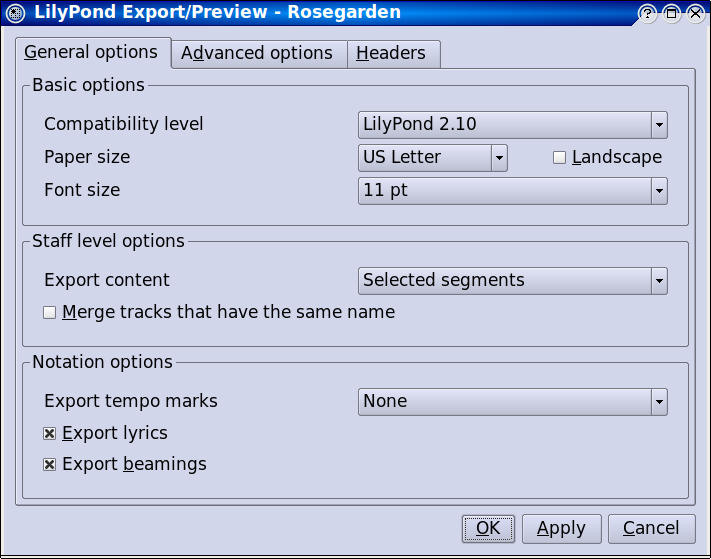 LilyPond Export/Preview - Rosegarden
General options Advanced options Headers
Basic options
Compatibility level LilyPond 2.10
Paper size US Letter Landscape
Font size 11 pt
Staff level options
Export content Selected segments
Merge tracks that have the same name
Notation options
Export tempo marks None
Export lyrics
Export beamings
OK Apply Cancel